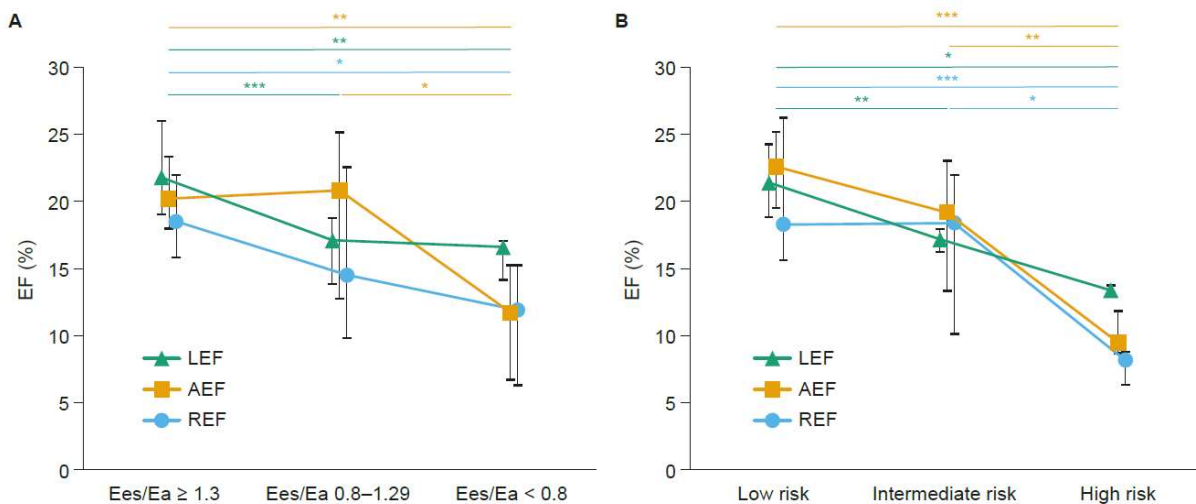 A
**
**
*
***
*
30
25
20
15
10
5
0
EF (%)
LEF
AEF
REF
Ees/Ea ≥ 1.3
Ees/Ea 0.8–1.29
Ees/Ea < 0.8
B
***
**
*
***
**
*
30
25
20
15
10
5
0
EF (%)
LEF
AEF
REF
Low risk
Intermediate risk
High risk